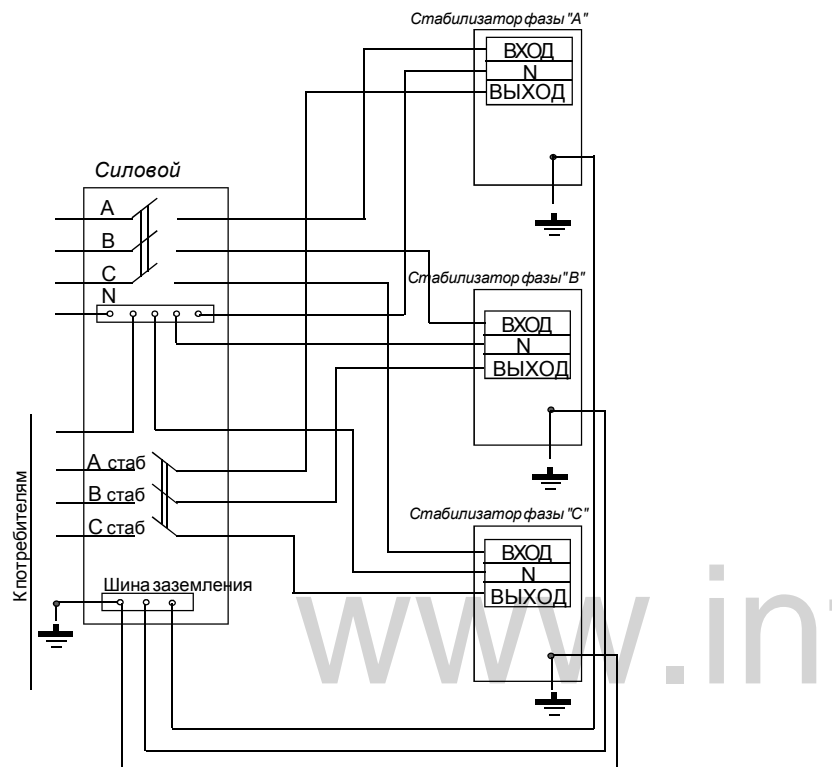 Стабилизатор фазы "А"
ВХОД
N
ВЫХОД
Силовой
А
В
С
N
Стабилизатор фазы "В"
ВХОД
N
ВЫХОД
К потребителям
А стаб
В стаб
С стаб
Стабилизатор фазы "С"
ВХОД
N
ВЫХОД
Шина заземления
www.in